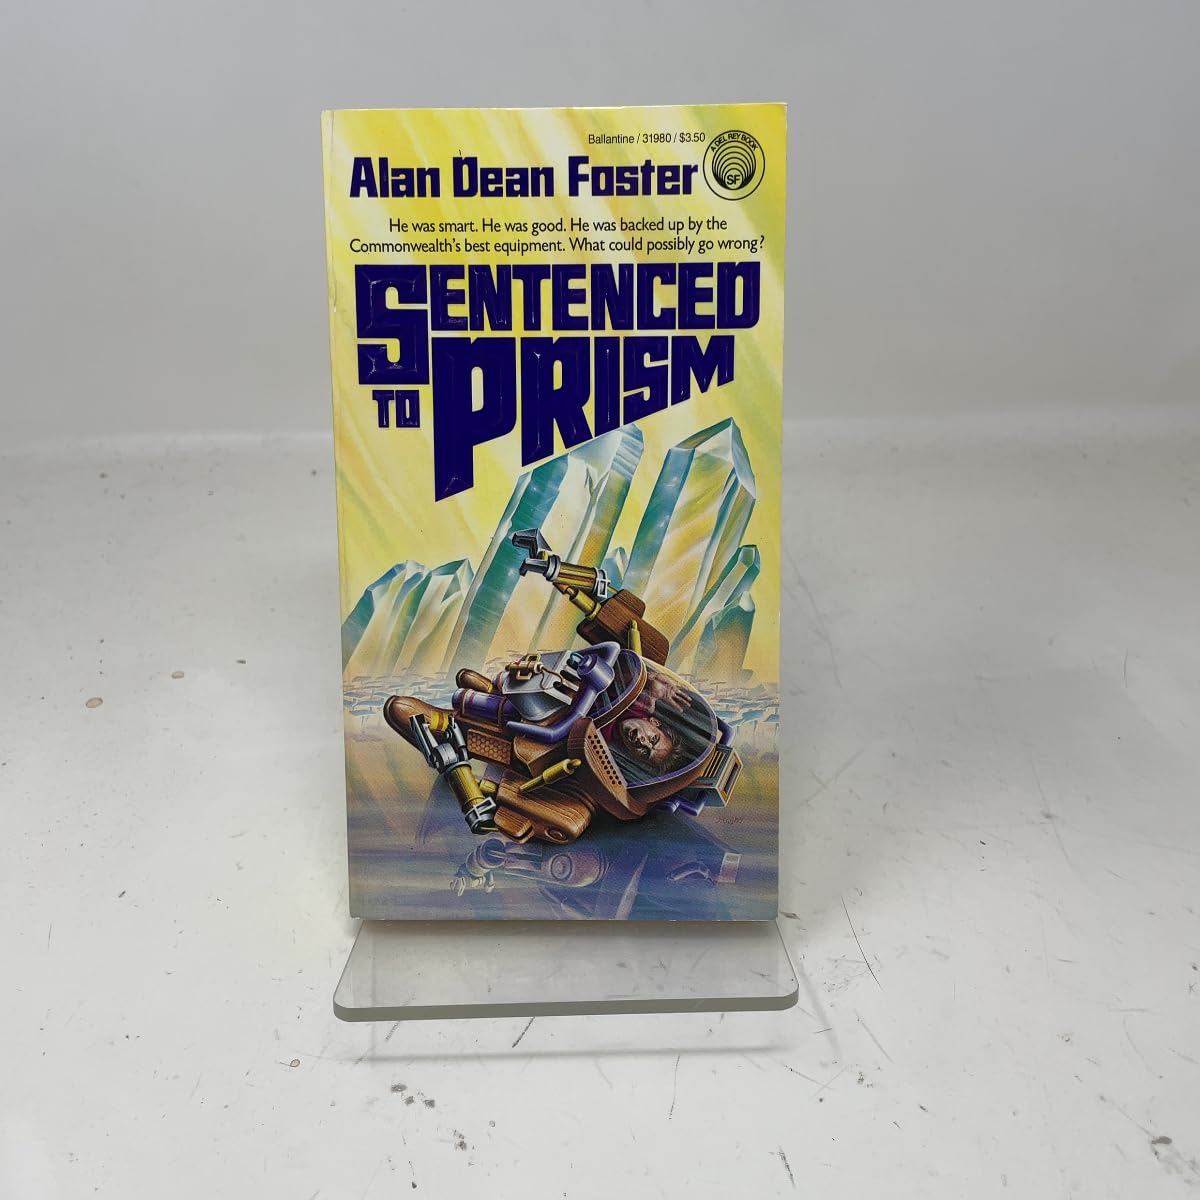 Ballantine / 31980 / $3.50
A DEL REY BOOK
SF
Alan Dean Foster
He was smart. He was good. He was backed up by the
Commonwealth's best equipment. What could possibly go wrong?
SENTENCED
TO PRISM